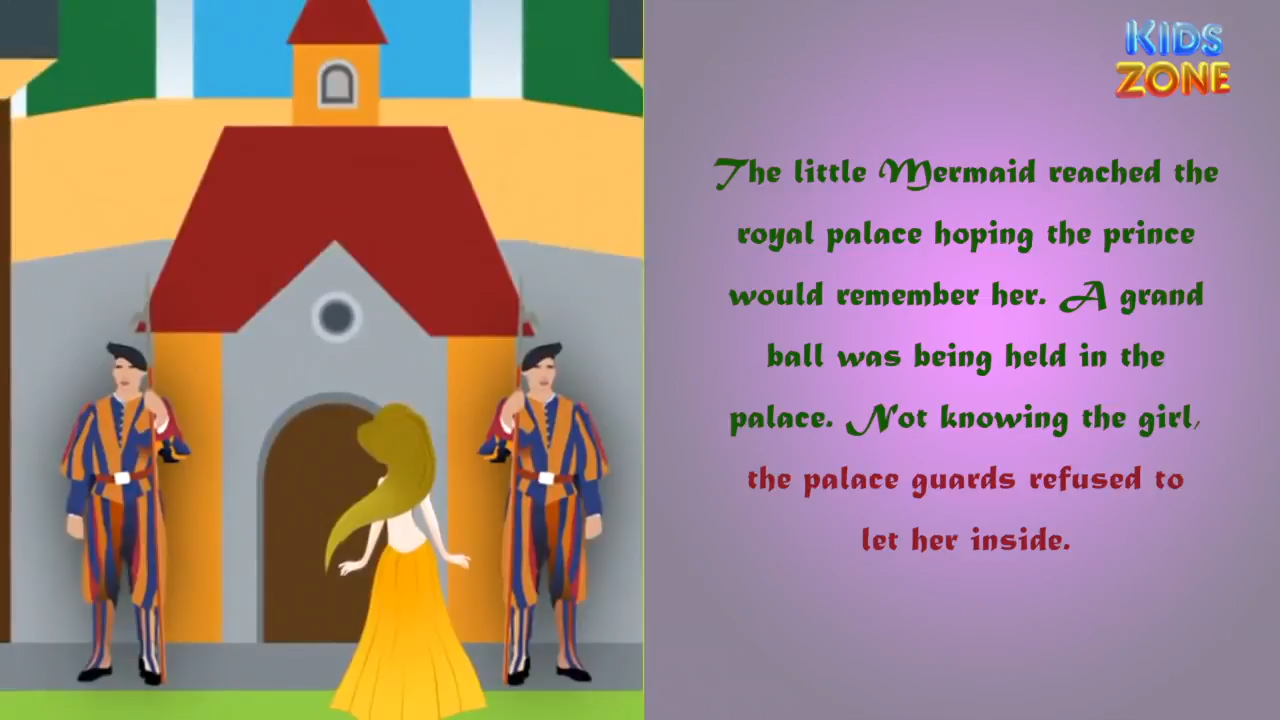 KIDS
ZONE
The little Mermaid reached the
royal palace hoping the prince
would remember her. A grand
ball was being held in the
palace. Not knowing the girl,
the palace guards refused to
let her inside.